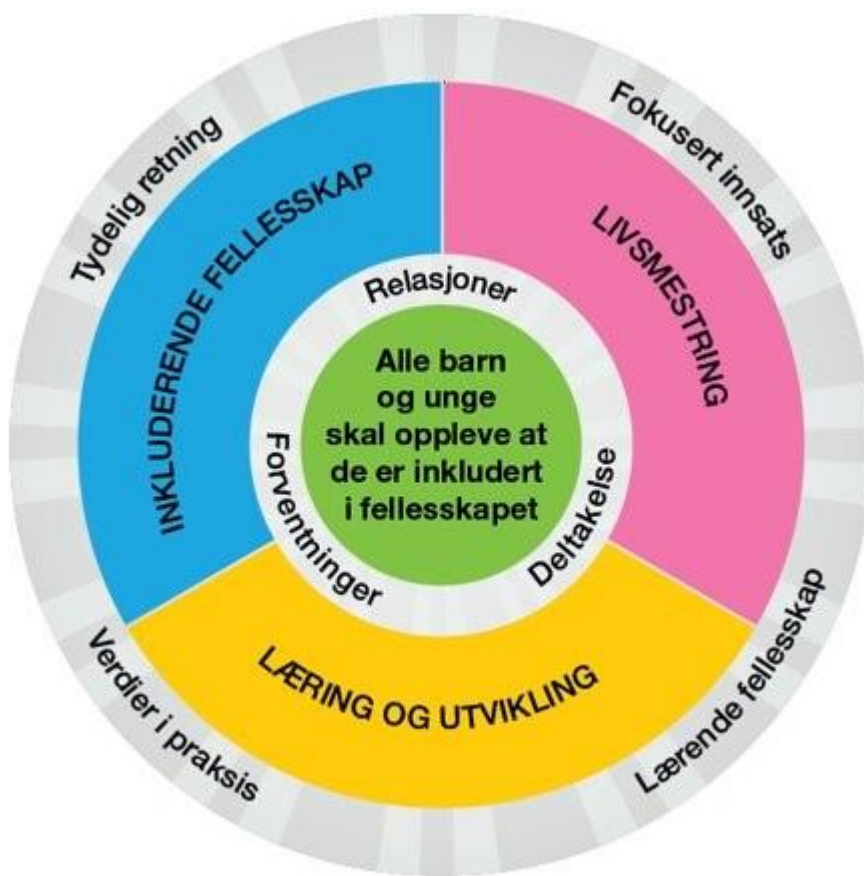 Tydelig retning
Fokusert innsats
INKLUDERENDE FELLESSKAP
LIVSMESTRING
Relasjoner
Alle barn
og unge
skal oppleve at
de er inkludert
i fellesskapet
Forventninger
Deltakelse
LÆRING OG UTVIKLING
Verdier i praksis
Lærende fellesskap